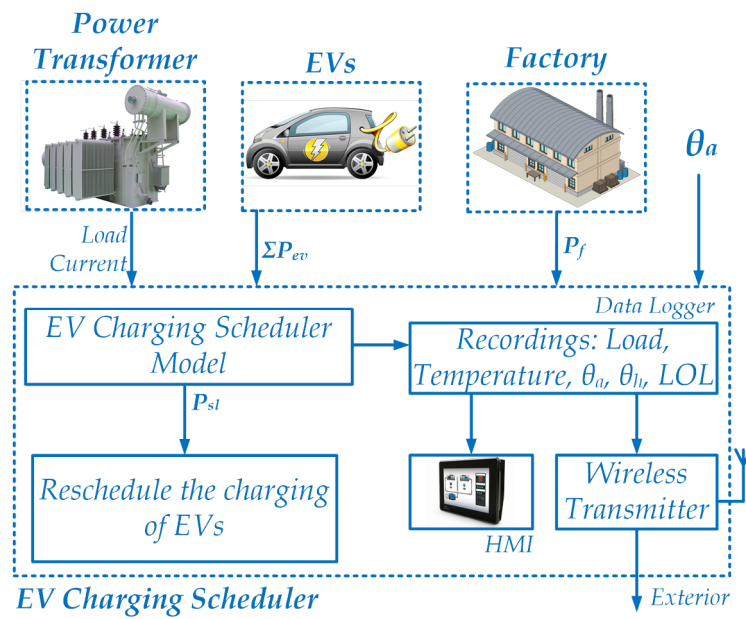 Power
Transformer
EVs
Factory
θa
Load
Current
ΣPev
Pf
Data Logger
EV Charging Scheduler
Model
Recordings: Load,
Temperature, θa, θh, LOL
Psl
Reschedule the charging
of EVs
HMI
Wireless
Transmitter
EV Charging Scheduler
Exterior